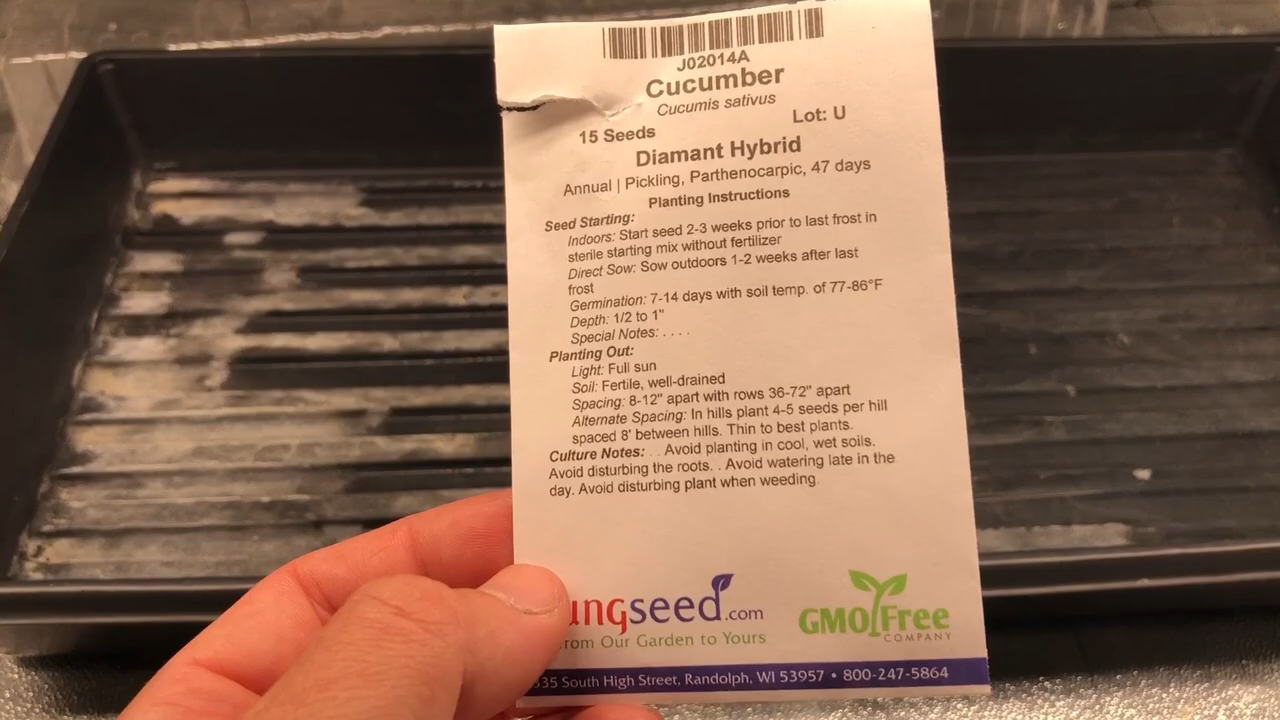 J02014A
Cucumber
Cucumis sativus
15 Seeds
Lot: U
Diamant Hybrid
Annual | Pickling, Parthenocarpic, 47 days
Planting Instructions
Seed Starting:
Indoors: Start seed 2-3 weeks prior to last frost in
sterile starting mix without fertilizer
Direct Sow: Sow outdoors 1-2 weeks after last
frost
Germination: 7-14 days with soil temp. of 77-86°F
Depth: 1/2 to 1"
Special Notes: . . . .
Planting Out:
Light: Full sun
Soil: Fertile, well-drained
Spacing: 8-12" apart with rows 36-72" apart
Alternate Spacing: In hills plant 4-5 seeds per hill
spaced 8' between hills. Thin to best plants.
Culture Notes: . . Avoid planting in cool, wet soils.
Avoid disturbing the roots. . Avoid watering late in the
day. Avoid disturbing plant when weeding.
ungseed.com
rom Our Garden to Yours
GMO Free
COMPANY
335 South High Street, Randolph, WI 53957 • 800-247-5864